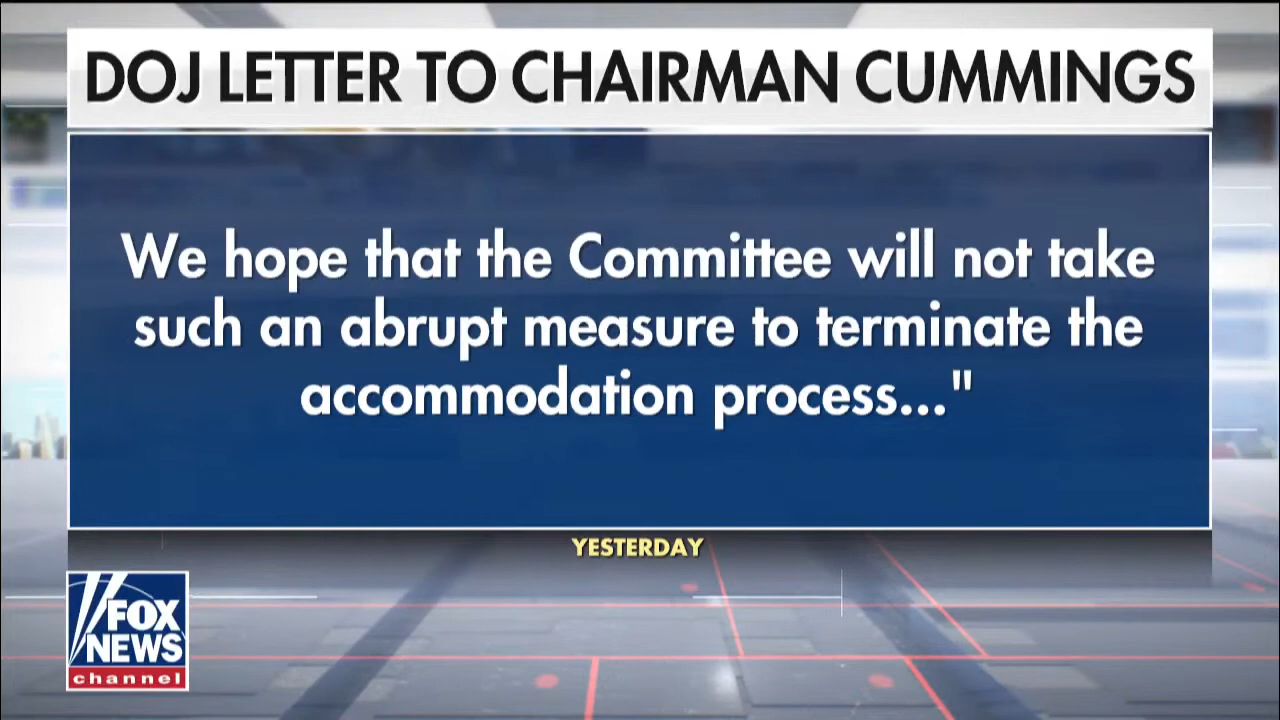 DOJ LETTER TO CHAIRMAN CUMMINGS
We hope that the Committee will not take
such an abrupt measure to terminate the
accommodation process..."
YESTERDAY
FOX
NEWS
channel